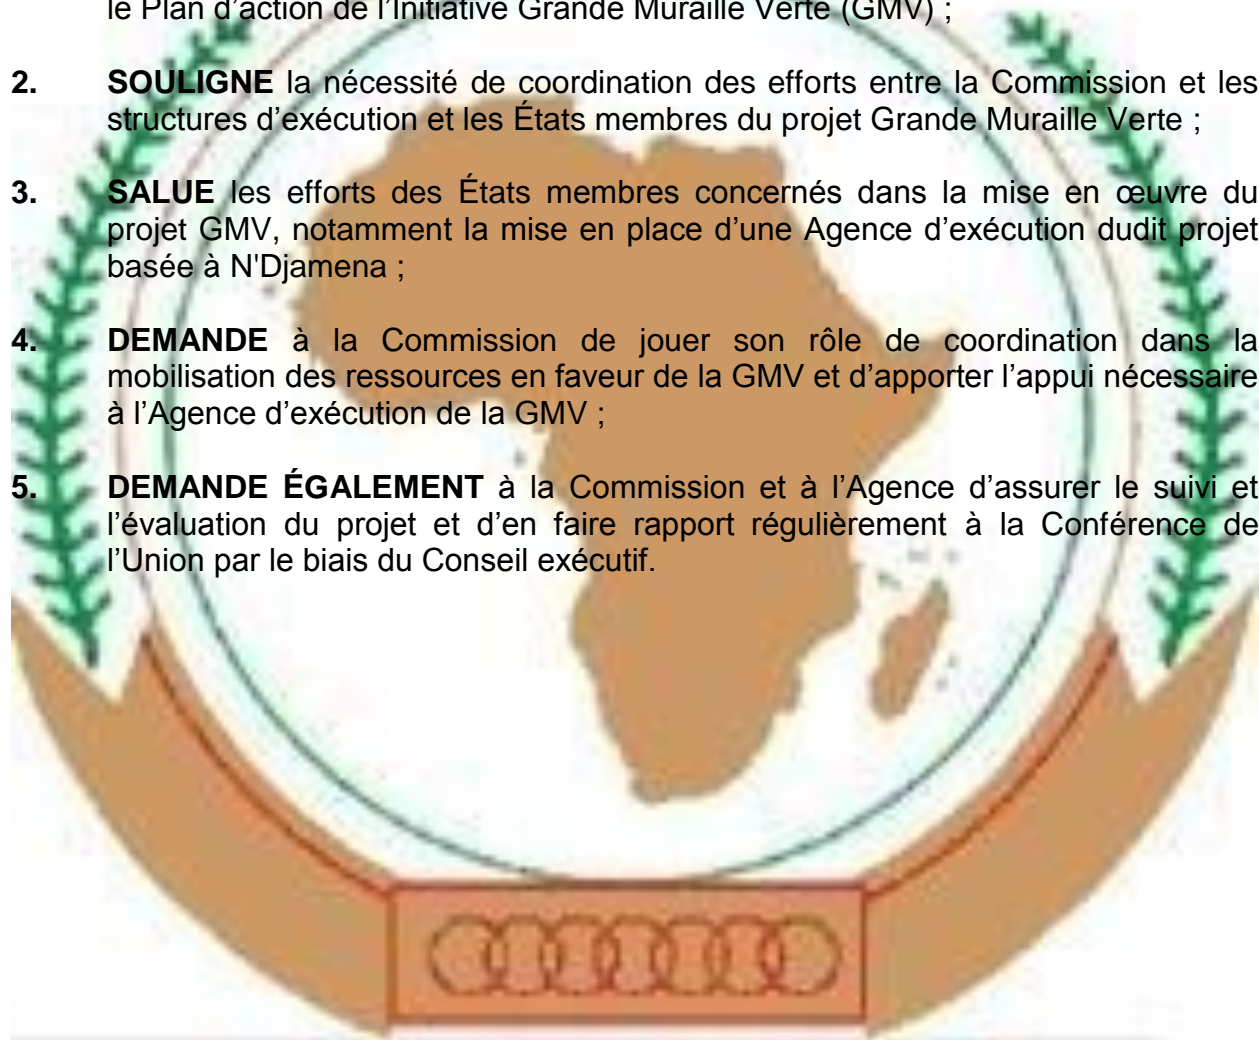 le Plan d’action de l’Initiative Grande Muraille Verte (GMV) ;
2. SOULIGNE la nécessité de coordination des efforts entre la Commission et les
structures d’exécution et les États membres du projet Grande Muraille Verte ;
3. SALUE les efforts des États membres concernés dans la mise en œuvre du
projet GMV, notamment la mise en place d’une Agence d’exécution dudit projet
basée à N'Djamena ;
4. DEMANDE à la Commission de jouer son rôle de coordination dans la
mobilisation des ressources en faveur de la GMV et d’apporter l’appui nécessaire
à l’Agence d’exécution de la GMV ;
5. DEMANDE ÉGALEMENT à la Commission et à l’Agence d’assurer le suivi et
l’évaluation du projet et d’en faire rapport régulièrement à la Conférence de
l’Union par le biais du Conseil exécutif.